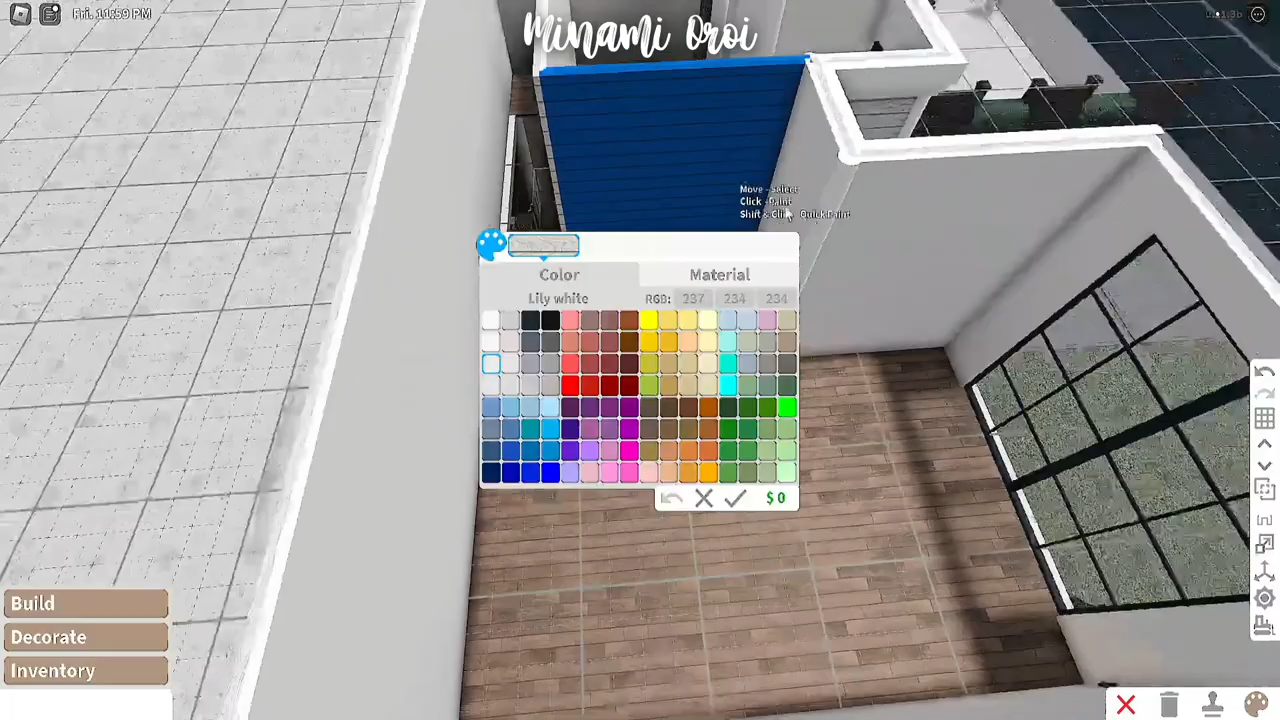 Fri. 11:59 PM
Minami Oroi
Move - Select
Click - Paint
Shift & Click - Quick Paint
Color
Material
Lily white
RGB: 237 234 234
$ 0
Build
Decorate
Inventory